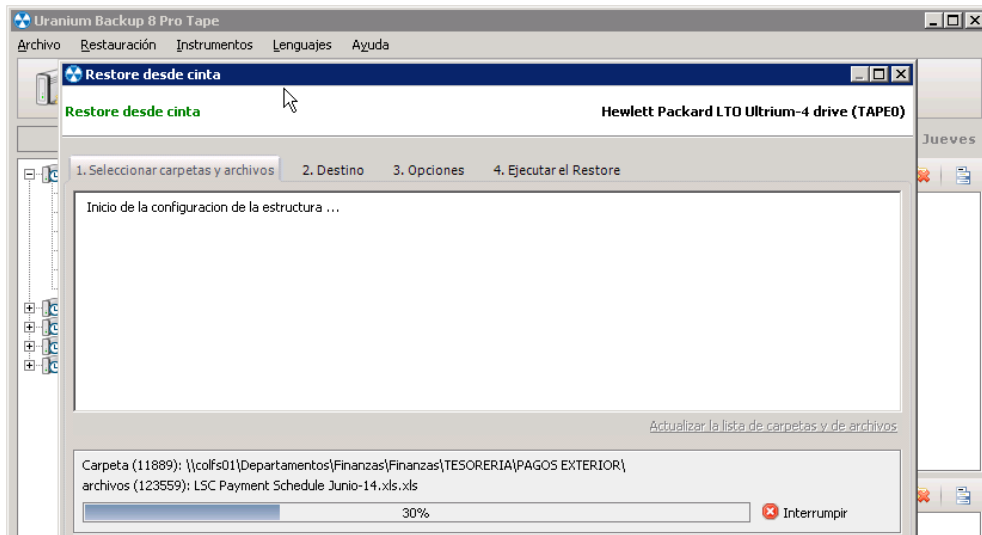 Uranium Backup 8 Pro Tape
Archivo Restauración Instrumentos Lenguajes Ayuda
Restore desde cinta
Restore desde cinta Hewlett Packard LTO Ultrium-4 drive (TAPE0)
Jueves
1. Seleccionar carpetas y archivos 2. Destino 3. Opciones 4. Ejecutar el Restore
Inicio de la configuracion de la estructura ...
Actualizar la lista de carpetas y de archivos
Carpeta (11889): \\colfs01\Departamentos\Finanzas\Finanzas\TESORERIA\PAGOS EXTERIOR\
archivos (123559): LSC Payment Schedule Junio-14.xls.xls
30% Interrumpir